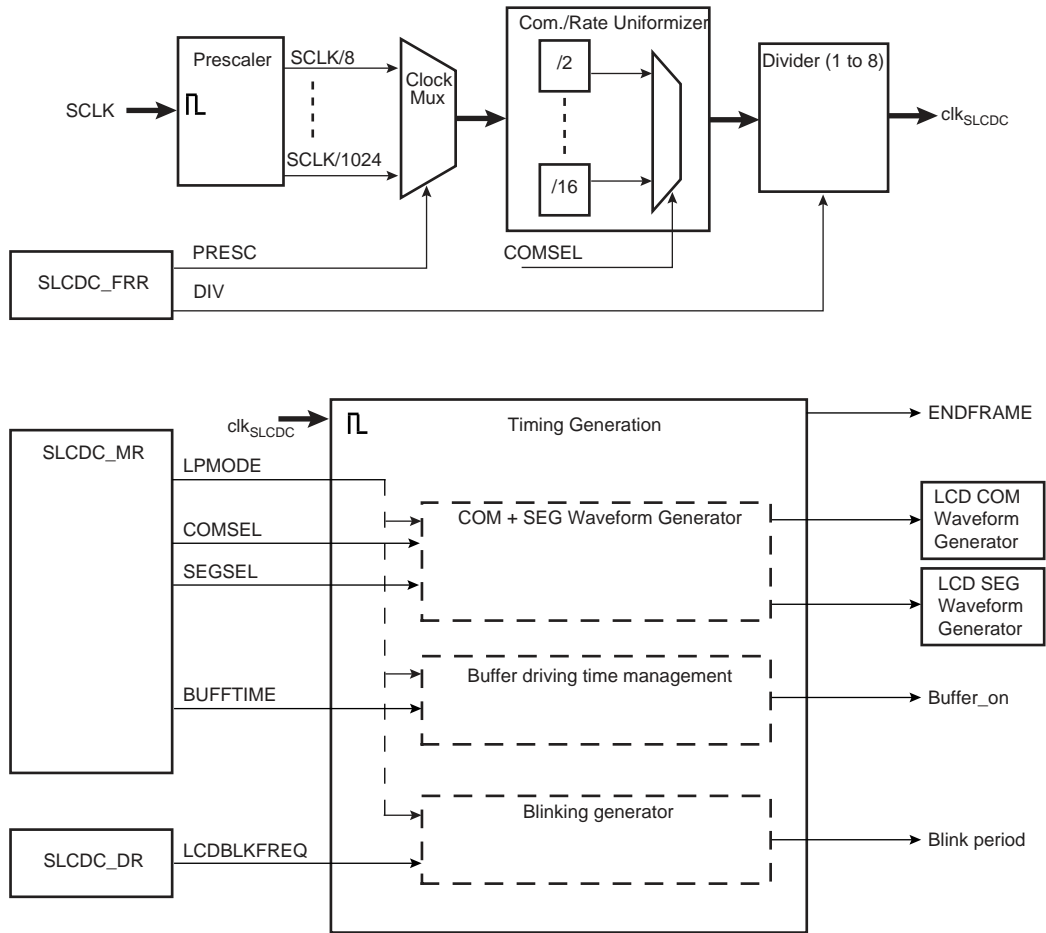 Com./Rate Uniformizer
Prescaler
SCLK/8
/2
Divider (1 to 8)
Clock
Mux
SCLK
clkSLCDC
SCLK/1024
/16
PRESC
COMSEL
SLCDC_FRR
DIV
clkSLCDC
Timing Generation
ENDFRAME
SLCDC_MR
LPMODE
COM + SEG Waveform Generator
LCD COM
Waveform
Generator
COMSEL
SEGSEL
LCD SEG
Waveform
Generator
Buffer driving time management
BUFFTIME
Buffer_on
Blinking generator
SLCDC_DR
LCDBLKFREQ
Blink period